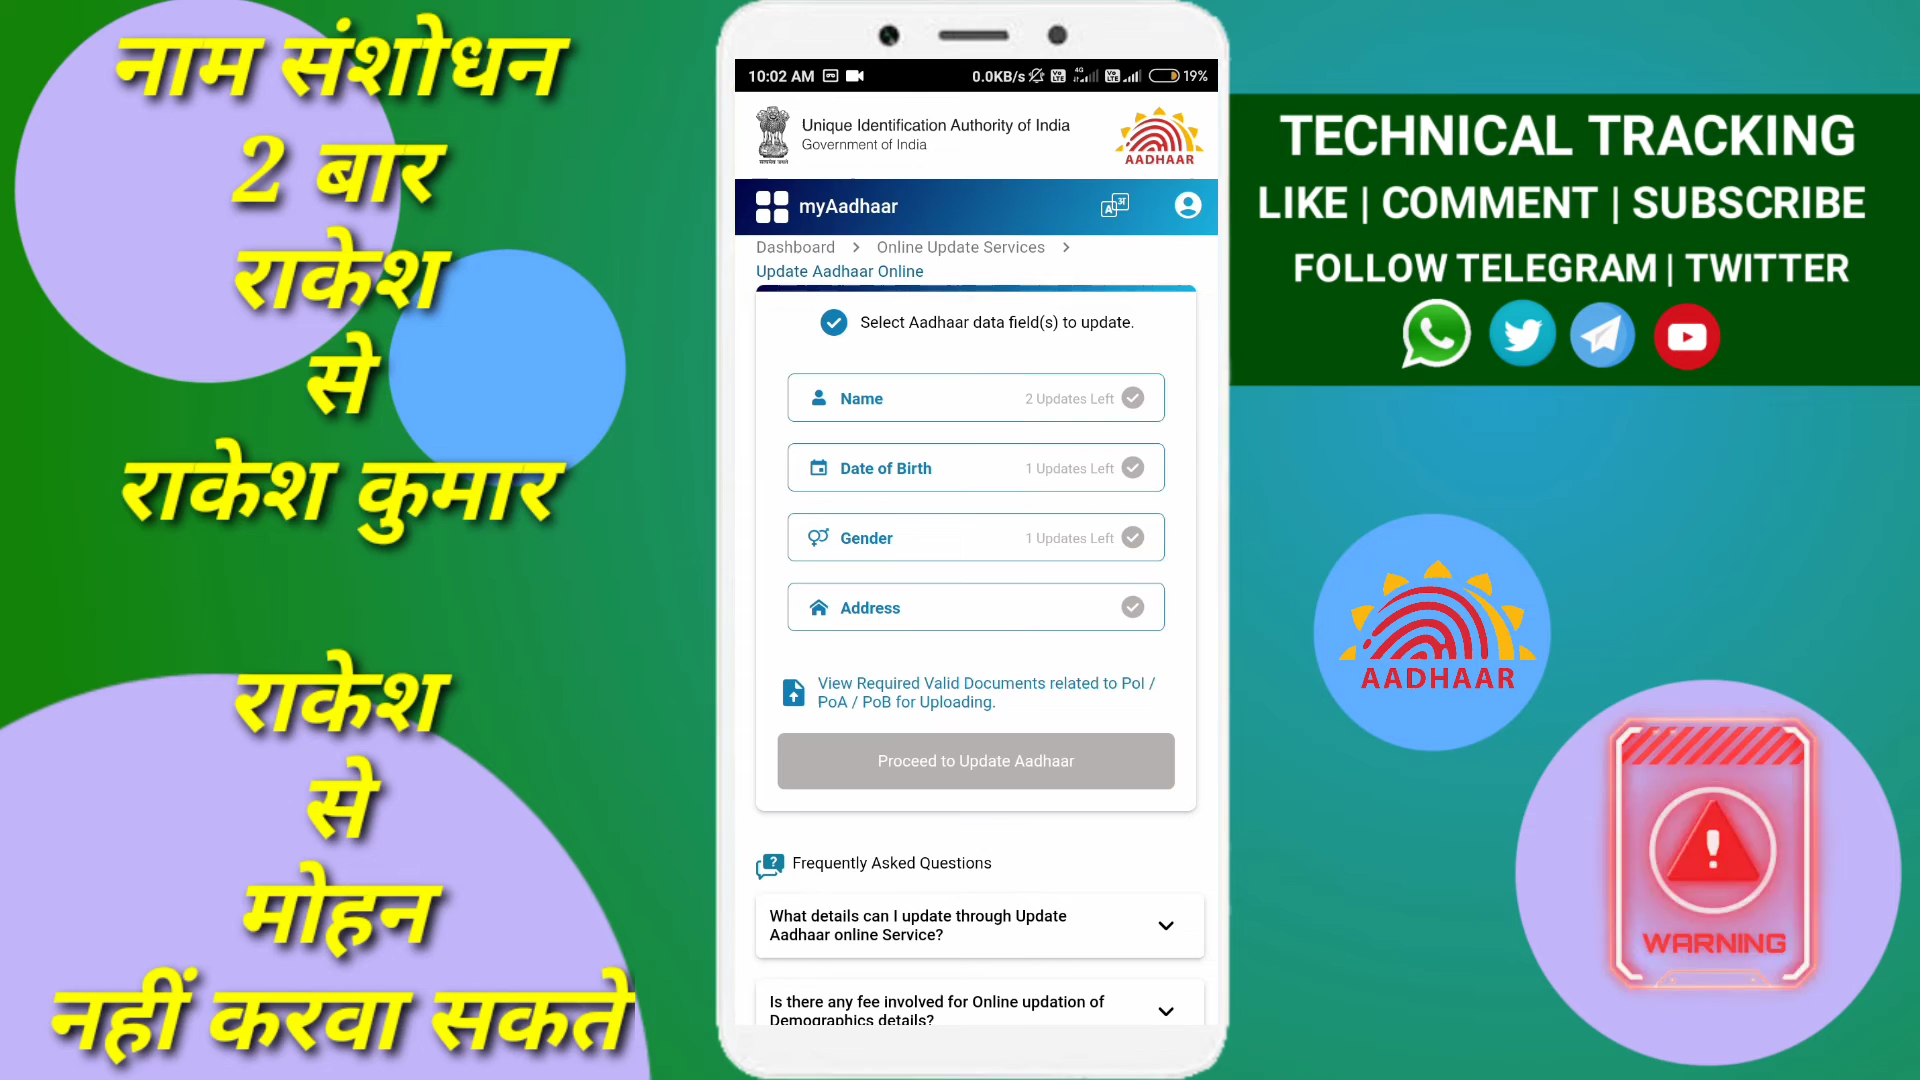 नाम संशोधन
2 बार
राकेश
से
राकेश कुमार
राकेश
से
मोहन
नहीं करवा सकते
10:02 AM
0.0KB/s
4G
19%
Unique Identification Authority of India
Government of India
AADHAAR
myAadhaar
Dashboard > Online Update Services >
Update Aadhaar Online
Select Aadhaar data field(s) to update.
Name 2 Updates Left
Date of Birth 1 Updates Left
Gender 1 Updates Left
Address
View Required Valid Documents related to PoI /
PoA / PoB for Uploading.
Proceed to Update Aadhaar
Frequently Asked Questions
What details can I update through Update
Aadhaar online Service?
Is there any fee involved for Online updation of
Demographics details?
TECHNICAL TRACKING
LIKE | COMMENT | SUBSCRIBE
FOLLOW TELEGRAM | TWITTER
AADHAAR
WARNING